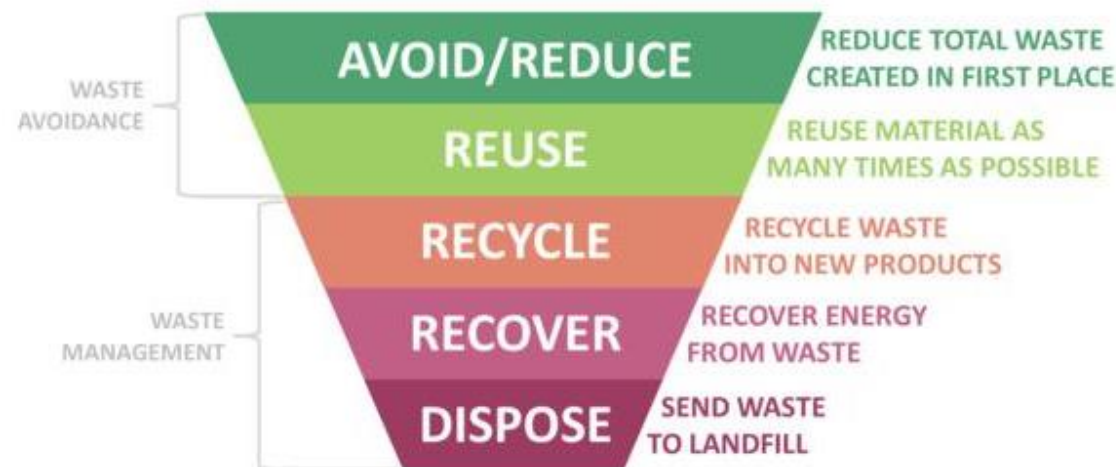 AVOID/REDUCE
REDUCE TOTAL WASTE
CREATED IN FIRST PLACE
WASTE
AVOIDANCE
REUSE
REUSE MATERIAL AS
MANY TIMES AS POSSIBLE
RECYCLE
RECYCLE WASTE
INTO NEW PRODUCTS
WASTE
MANAGEMENT
RECOVER
RECOVER ENERGY
FROM WASTE
DISPOSE
SEND WASTE
TO LANDFILL